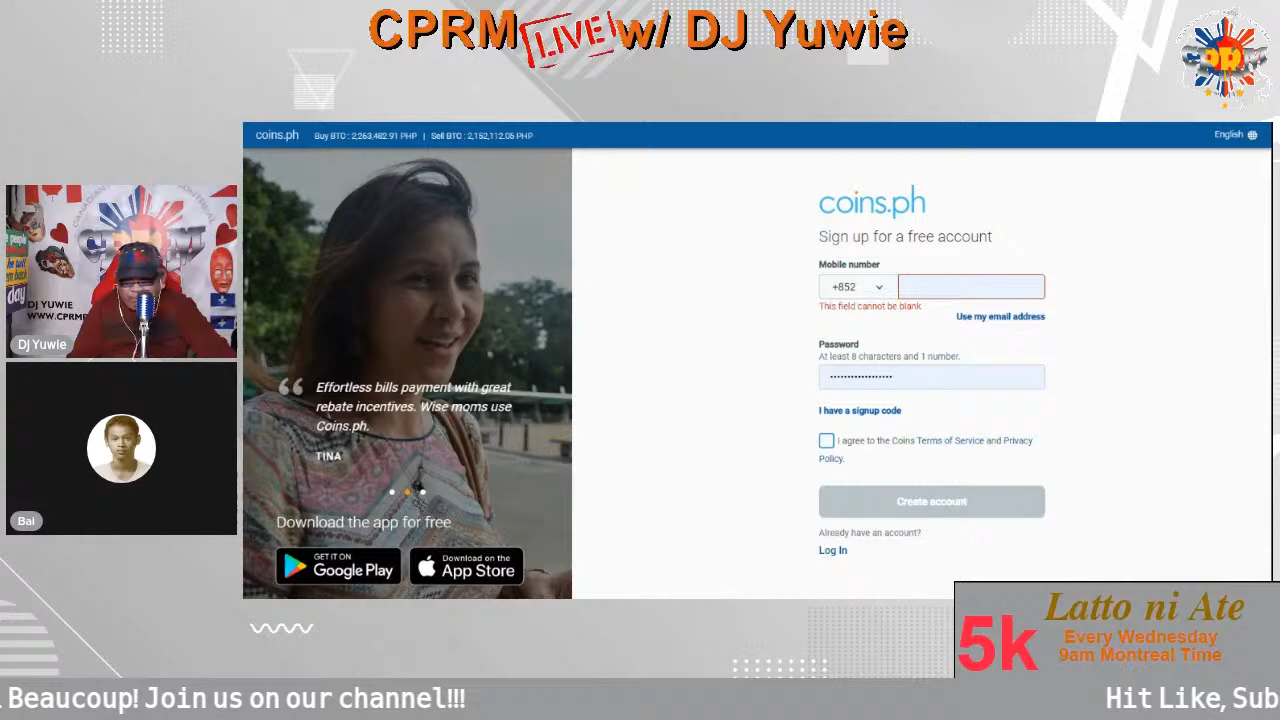 CPRM LIVE w/ DJ Yuwie
coins.ph
Buy BTC : 2,263,482.91 PHP | Sell BTC : 2,152,112.05 PHP
English
DJ YUWIE
Dj Yuwie
Bai
Effortless bills payment with great
rebate incentives. Wise moms use
Coins.ph.
TINA
Download the app for free
GET IT ON
Google Play
Download on the
App Store
coins.ph
Sign up for a free account
Mobile number
+852
This field cannot be blank
Use my email address
Password
At least 8 characters and 1 number.
I have a signup code
I agree to the Coins Terms of Service and Privacy
Policy.
Create account
Already have an account?
Log In
5k
Latto ni Ate
Every Wednesday
9am Montreal Time
Beaucoup! Join us on our channel!!!
Hit Like, Sub